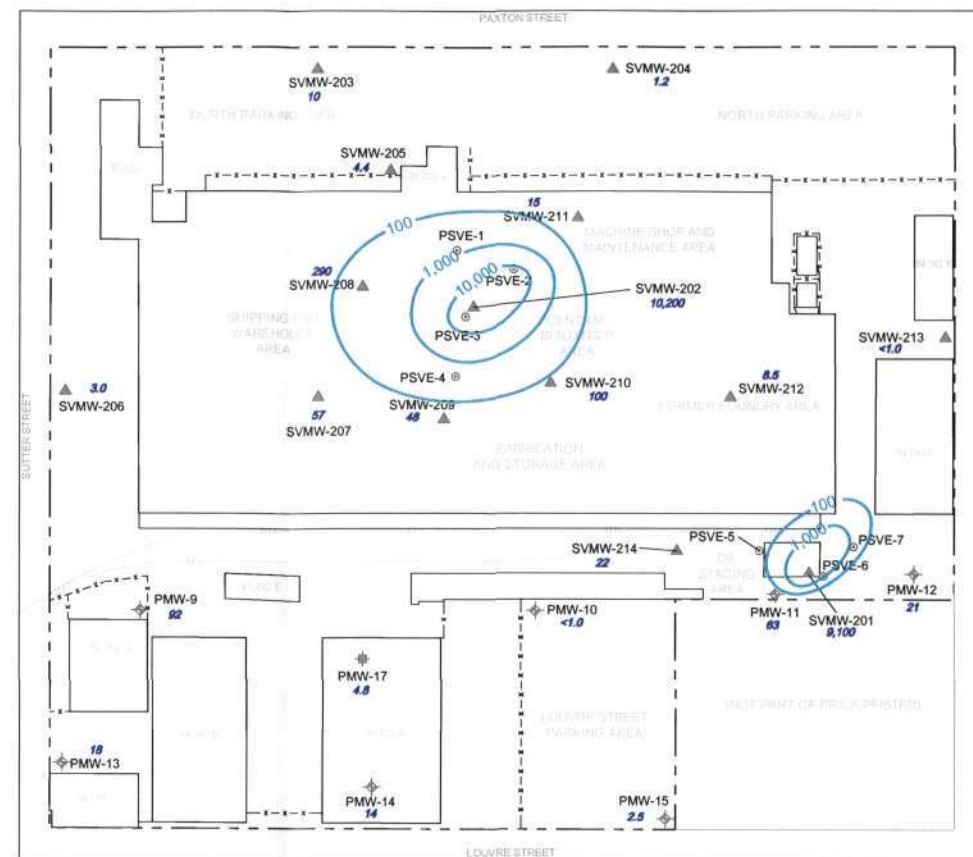 PAXTON STREET
SVMW-203
10
SVMW-204
1.2
NORTH PARKING AREA
NORTH PARKING AREA
SVMW-205
4.4
15
SVMW-211
MACHINE SHOP AND
MAINTENANCE AREA
100
PSVE-1
1,000
PSVE-2
10,000
290
SVMW-208
SVMW-202
10,200
SHIPPING AND
WAREHOUSE
AREA
PSVE-3
CENTRAL
BUILDING P
AREA
SVMW-213
<1.0
PSVE-4
3.0
SVMW-206
SVMW-210
100
8.5
SVMW-212
FORMER FOUNDRY AREA
57
SVMW-207
SVMW-209
48
SUTTER STREET
FABRICATION
AND STORAGE AREA
100
1,000
PSVE-5
PSVE-7
SVMW-214
22
OIL
STAGING
AREA
PSVE-6
PMW-9
92
PMW-10
<1.0
PMW-11
63
SVMW-201
9,100
PMW-12
21
PMW-17
4.8
LOUVRE STREET
PARKING AREA
(NOT PART OF PRICE PFISTER)
18
PMW-13
PMW-14
14
PMW-15
2.5
LOUVRE STREET